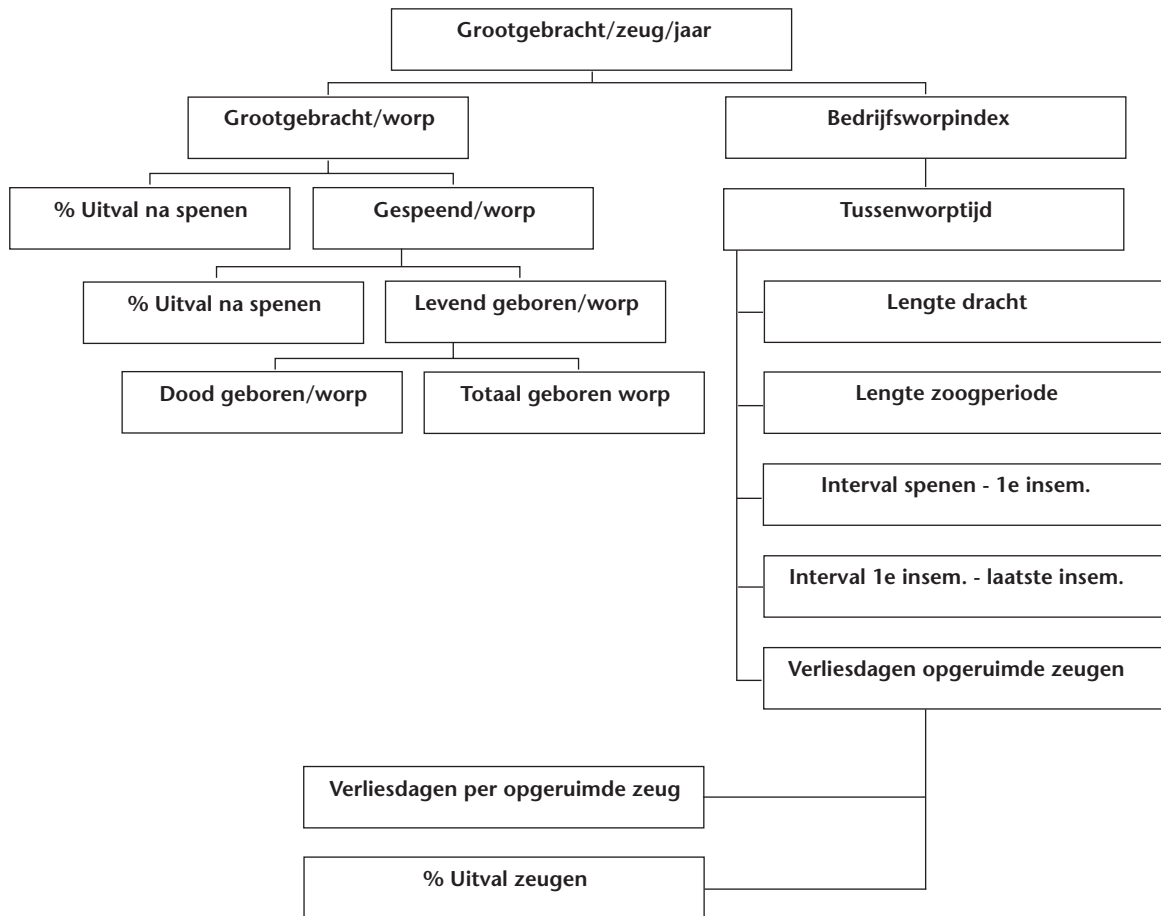 Grootgebracht/zeug/jaar
Grootgebracht/worp
Bedrijfsworpindex
% Uitval na spenen
Gespeend/worp
Tussenworptijd
% Uitval na spenen
Levend geboren/worp
Lengte dracht
Dood geboren/worp
Totaal geboren worp
Lengte zoogperiode
Interval spenen - 1e insem.
Interval 1e insem. - laatste insem.
Verliesdagen opgeruimde zeugen
Verliesdagen per opgeruimde zeug
% Uitval zeugen